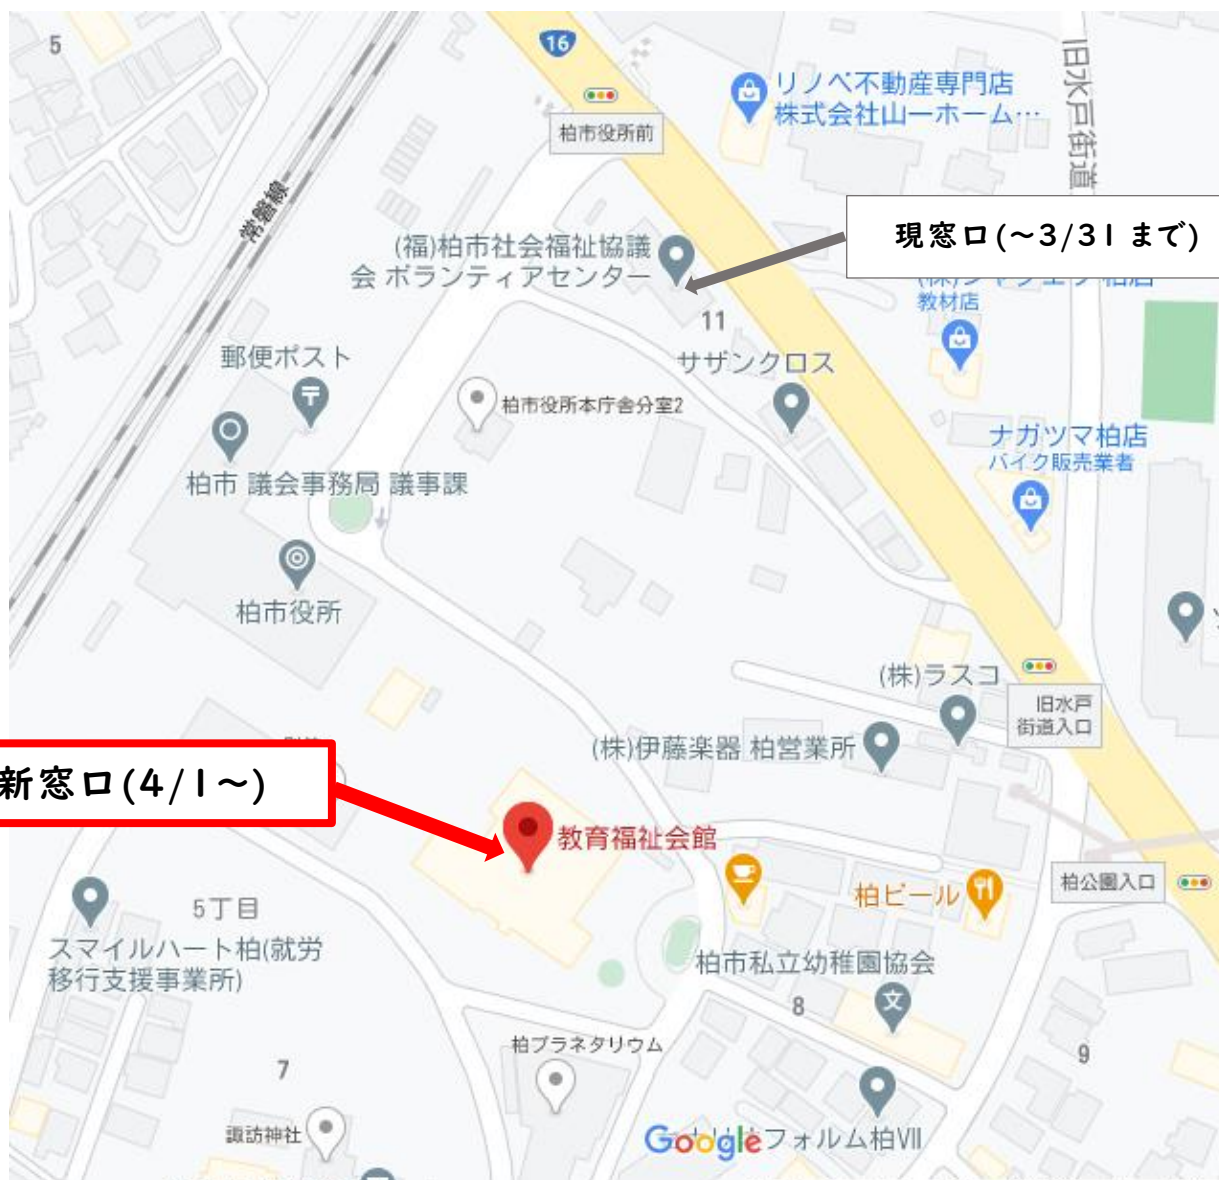 5
16
柏市役所前
リノベ不動産専門店
株式会社山一ホーム…
旧水戸街道
常磐線
現窓口(～3/31まで)
(福)柏市社会福祉協議
会 ボランティアセンター
教材店
11
サザンクロス
郵便ポスト
柏市役所本庁舎分室2
ナガツマ柏店
バイク販売業者
柏市 議会事務局 議事課
柏市役所
(株)ラスコ
旧水戸
街道入口
(株)伊藤楽器 柏営業所
新窓口(4/1～)
教育福祉会館
柏ビール
柏公園入口
5丁目
スマイルハート柏(就労
移行支援事業所)
柏市私立幼稚園協会
文
8
柏プラネタリウム
9
7
諏訪神社
Google
フォルム柏VII